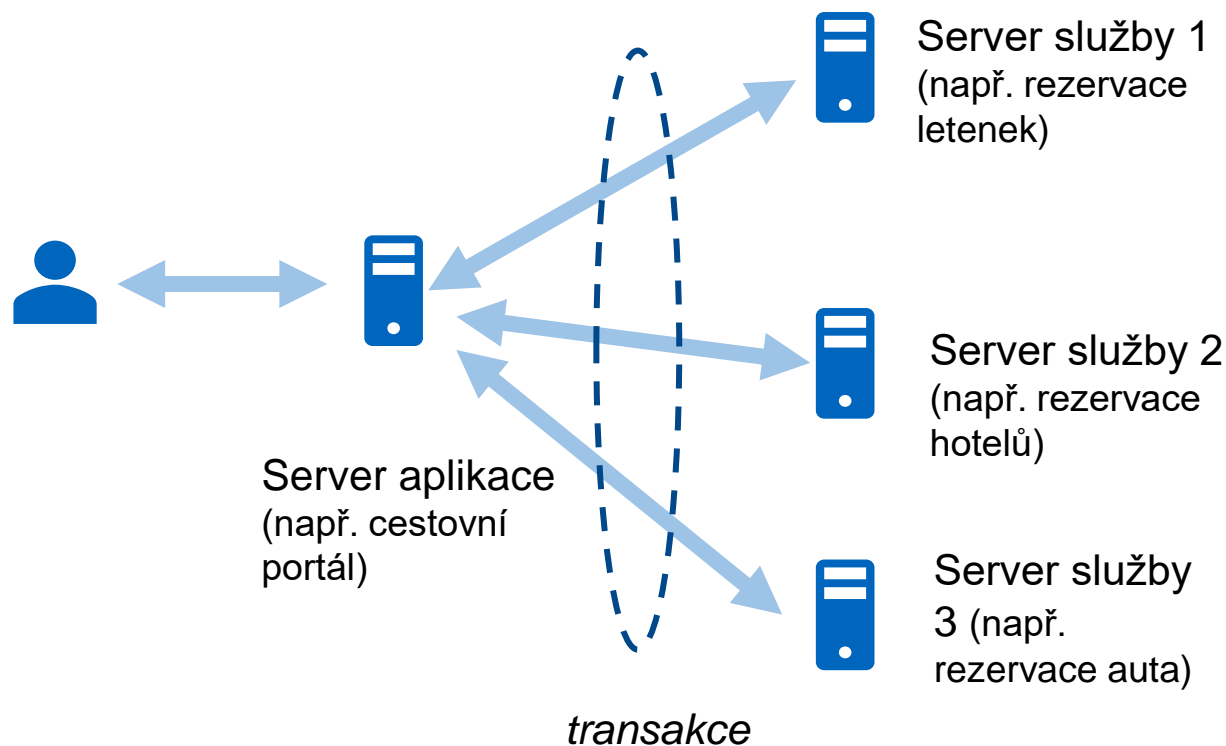 Server služby 1
(např. rezervace
letenek)
Server služby 2
(např. rezervace
hotelů)
Server aplikace
(např. cestovní
portál)
Server služby
3 (např.
rezervace auta)
transakce